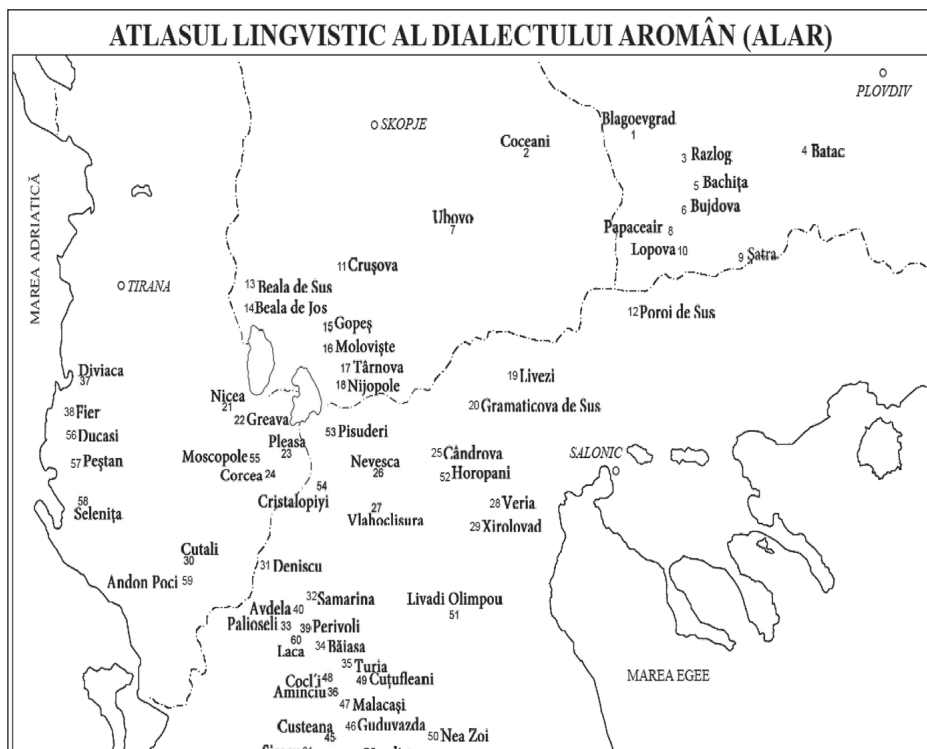 ATLASUL LINGVISTIC AL DIALECTULUI AROMÂN (ALAR)
PLOVDIV
SKOPJE
Blagoevgrad
1
Coceani
2
3 Razlog
4 Batac
5 Bachița
6 Bujdova
Ubovo
7
Papaceair 8
Lopova 10
9 Șatra
MAREA ADRIATICĂ
TIRANA
11 Crușova
13 Beala de Sus
14 Beala de Jos
12 Poroi de Sus
15 Gopeș
16 Moloviște
17 Târnova
18 Nijopole
19 Livezi
20 Gramaticova de Sus
Diviaca
37
38 Fier
56 Ducasi
57 Peștan
58
Selenița
Nicea
21
22 Greava
Pleasa
23
Moscopole 55
Corcea 24
53 Pisuderi
Nevesca
26
25 Cândrova
52 Horopani
SALONIC
54
Cristalopiyi
27
Vlahoclisura
28 Veria
29 Xirolovad
Cutali
30
Andon Poci 59
31 Deniscu
32 Samarina
Avdela 40
Palioseli 33
39 Perivoli
60
Laca
34 Băiasa
Livadi Olimpou
51
35 Turia
Cocl'i 48
49 Cuțufleani
Aminciu 36
47 Malacași
Custeana
45
46 Guduvazda
50 Nea Zoi
MAREA EGEE